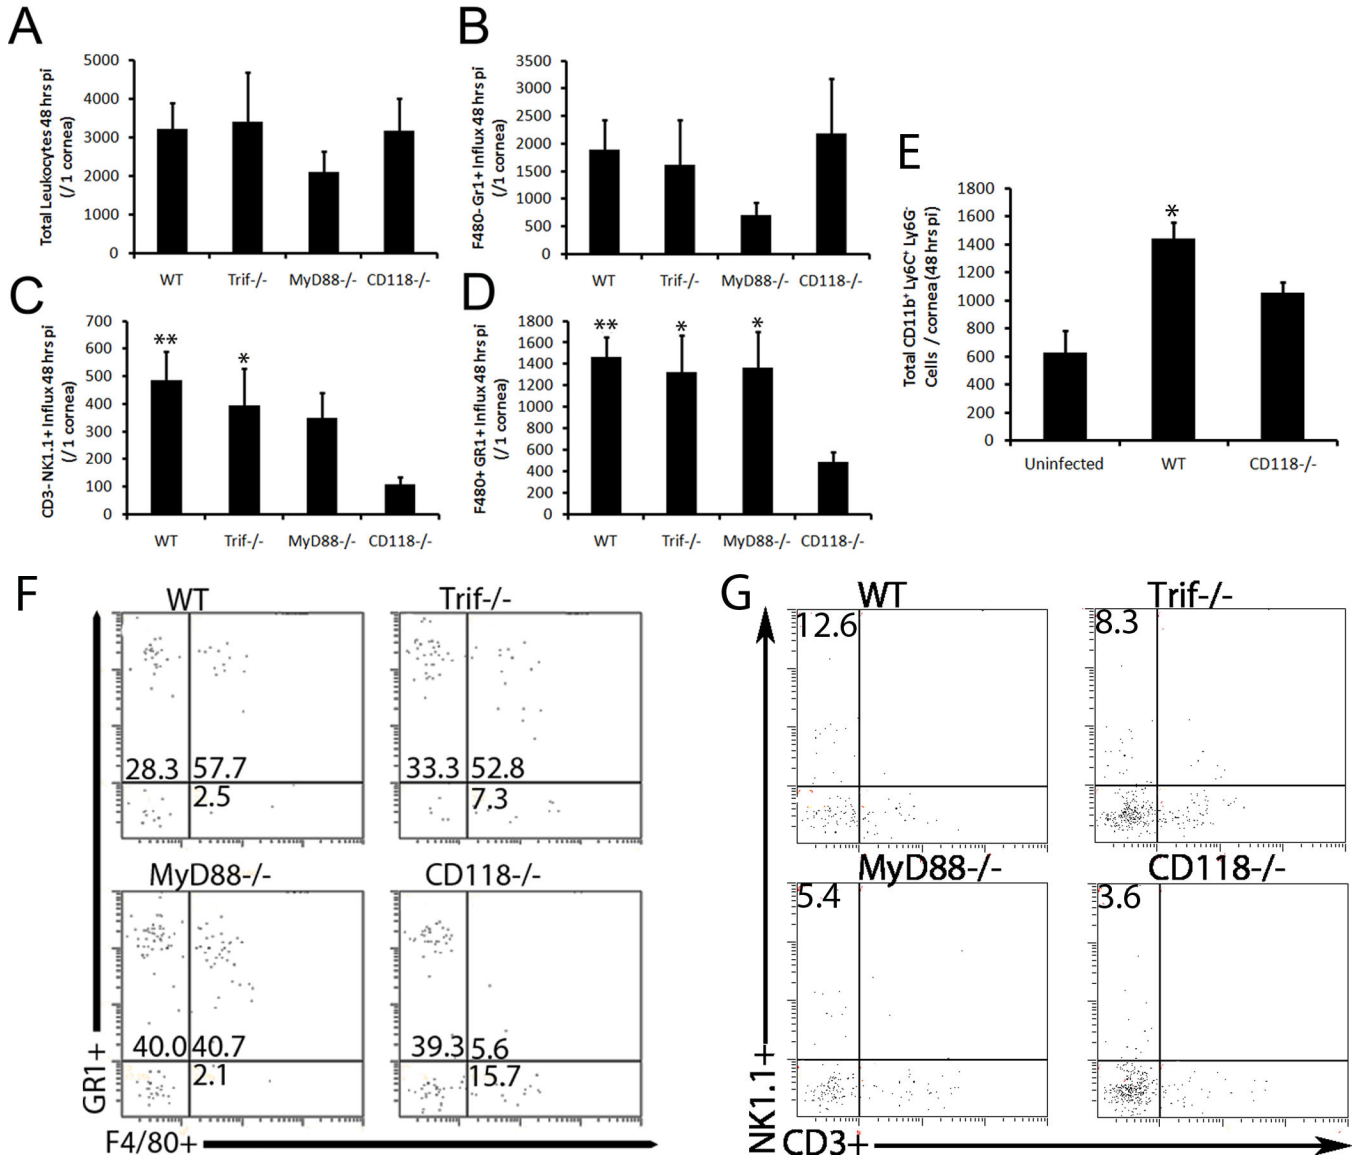 A
Total Leukocytes 48 hrs pi
(/ 1 cornea)
5000
4000
3000
2000
1000
0
WT Trif-/- MyD88-/- CD118-/-
B
F480- Gr1+ Influx 48 hrs pi
(/ 1 cornea)
3500
3000
2500
2000
1500
1000
500
0
WT Trif-/- MyD88-/- CD118-/-
C
CD3- NK1.1+ Influx 48 hrs pi
(/ 1 cornea)
700
600
500
400
300
200
100
0
** *
WT Trif-/- MyD88-/- CD118-/-
D
F480+ GR1+ Influx 48 hrs pi
(/ 1 cornea)
1800
1600
1400
1200
1000
800
600
400
200
0
** * *
WT Trif-/- MyD88-/- CD118-/-
E
Total CD11b+ Ly6C+ Ly6G-
Cells / cornea (48 hrs pi)
1800
1600
1400
1200
1000
800
600
400
200
0
*
Uninfected WT CD118-/-
F
GR1+
WT
28.3 57.7
2.5
Trif-/-
33.3 52.8
7.3
MyD88-/-
40.0 40.7
2.1
CD118-/-
39.3 5.6
15.7
F4/80+
G
NK1.1+
WT
12.6
Trif-/-
8.3
MyD88-/-
5.4
CD118-/-
3.6
CD3+